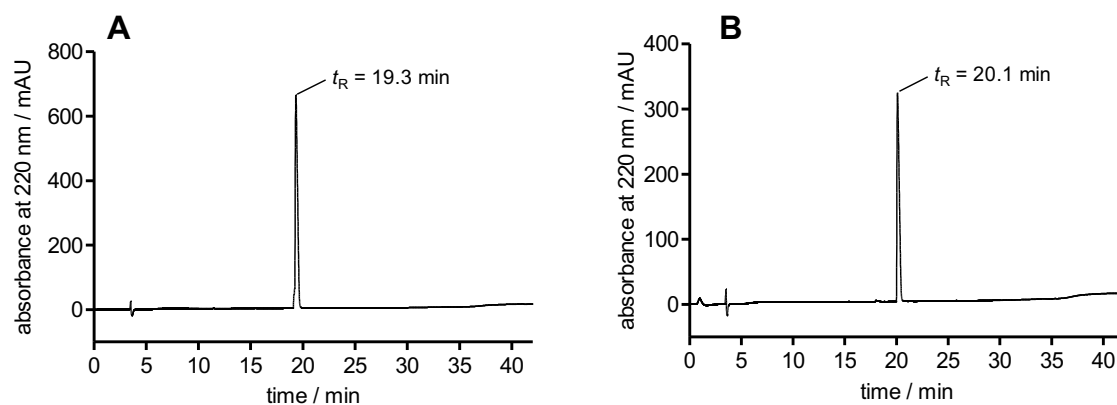 A
800
600
400
200
0
absorbance at 220 nm / mAU
tR = 19.3 min
0 5 10 15 20 25 30 35 40
time / min
B
400
300
200
100
0
absorbance at 220 nm / mAU
tR = 20.1 min
0 5 10 15 20 25 30 35 40
time / min